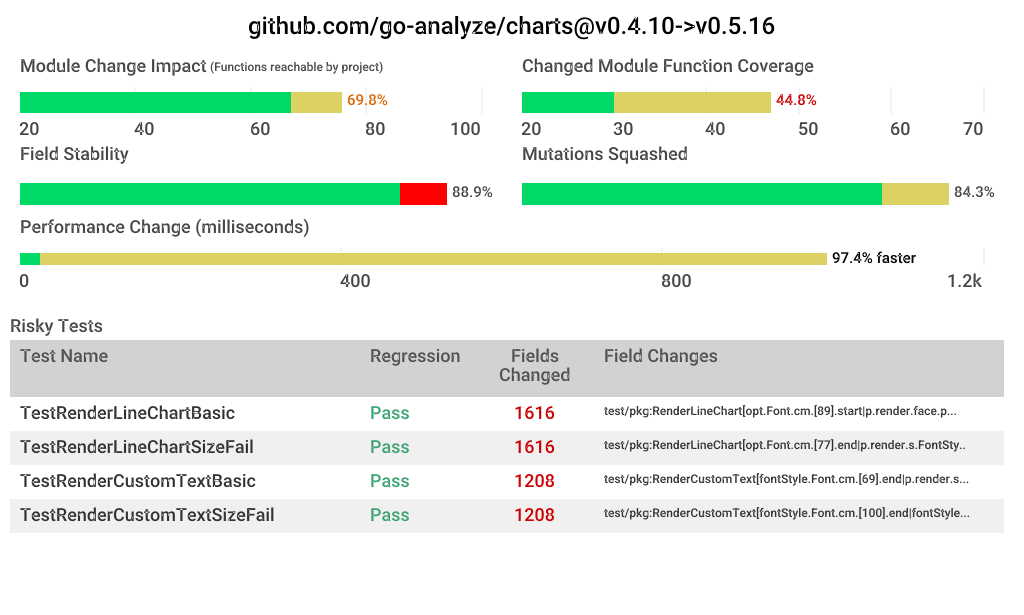 github.com/go-analyze/charts@v0.4.10->v0.5.16
Module Change Impact (Functions reachable by project)
69.8%
20 40 60 80 100
Changed Module Function Coverage
44.8%
20 30 40 50 60 70
Field Stability
88.9%
Mutations Squashed
84.3%
Performance Change (milliseconds)
97.4% faster
0 400 800 1.2k
Risky Tests
Test Name Regression Fields Changed Field Changes
TestRenderLineChartBasic Pass 1616 test/pkg:RenderLineChart[opt.Font.cm.[89].start|p.render.face.p...
TestRenderLineChartSizeFail Pass 1616 test/pkg:RenderLineChart[opt.Font.cm.[77].end|p.render.s.FontSty..
TestRenderCustomTextBasic Pass 1208 test/pkg:RenderCustomText[fontStyle.Font.cm.[69].end|p.render.s...
TestRenderCustomTextSizeFail Pass 1208 test/pkg:RenderCustomText[fontStyle.Font.cm.[100].end|fontStyle...